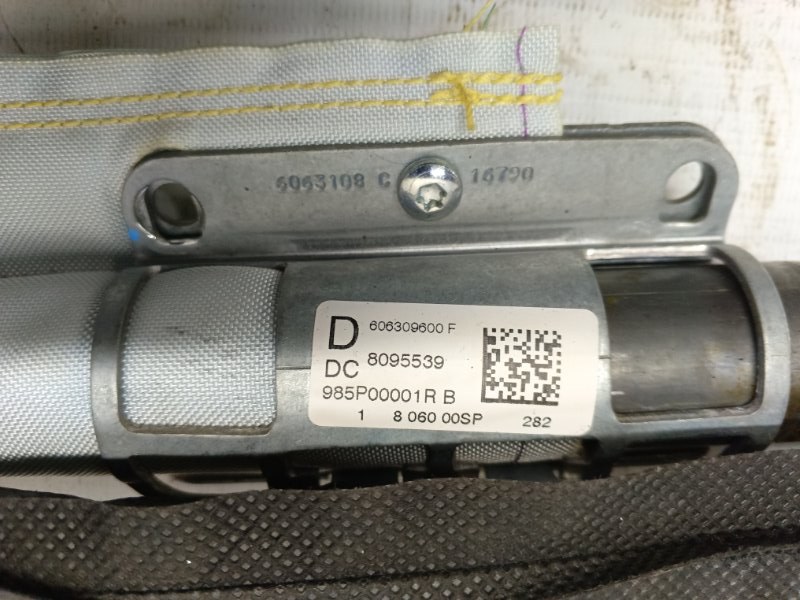 6063108 C 16790
D 606309600 F
DC 8095539
985P00001R B
1 8 060 00SP 282